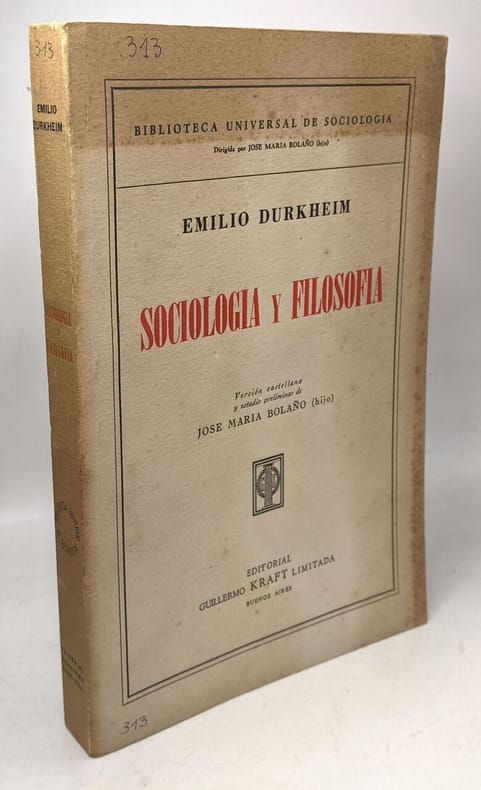 313
EMILIO
DURKHEIM
SOCIOLOGIA
FILOSOFIA
.313
BIBLIOTECA UNIVERSAL DE SOCIOLOGIA
Dirigida por JOSE MARIA BOLAÑO (hijo)
EMILIO DURKHEIM
SOCIOLOGIA Y FILOSOFIA
Versión castellana
y estudio preliminar de
JOSE MARIA BOLAÑO (hijo)
EDITORIAL
GUILLERMO KRAFT LIMITADA
BUENOS AIRES
313